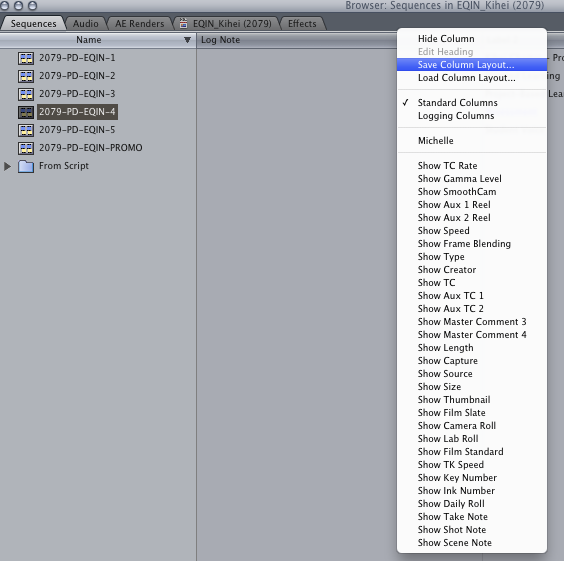 Browser: Sequences in EQIN_Kihei (2079)
Sequences Audio AE Renders EQIN_Kihei (2079) Effects
Name Log Note
2079-PD-EQIN-1
2079-PD-EQIN-2
2079-PD-EQIN-3
2079-PD-EQIN-4
2079-PD-EQIN-5
2079-PD-EQIN-PROMO
From Script
Hide Column
Edit Heading
Save Column Layout...
Load Column Layout...
✓ Standard Columns
Logging Columns
Michelle
Show TC Rate
Show Gamma Level
Show SmoothCam
Show Aux 1 Reel
Show Aux 2 Reel
Show Speed
Show Frame Blending
Show Type
Show Creator
Show TC
Show Aux TC 1
Show Aux TC 2
Show Master Comment 3
Show Master Comment 4
Show Length
Show Capture
Show Source
Show Size
Show Thumbnail
Show Film Slate
Show Camera Roll
Show Lab Roll
Show Film Standard
Show TK Speed
Show Key Number
Show Ink Number
Show Daily Roll
Show Take Note
Show Shot Note
Show Scene Note